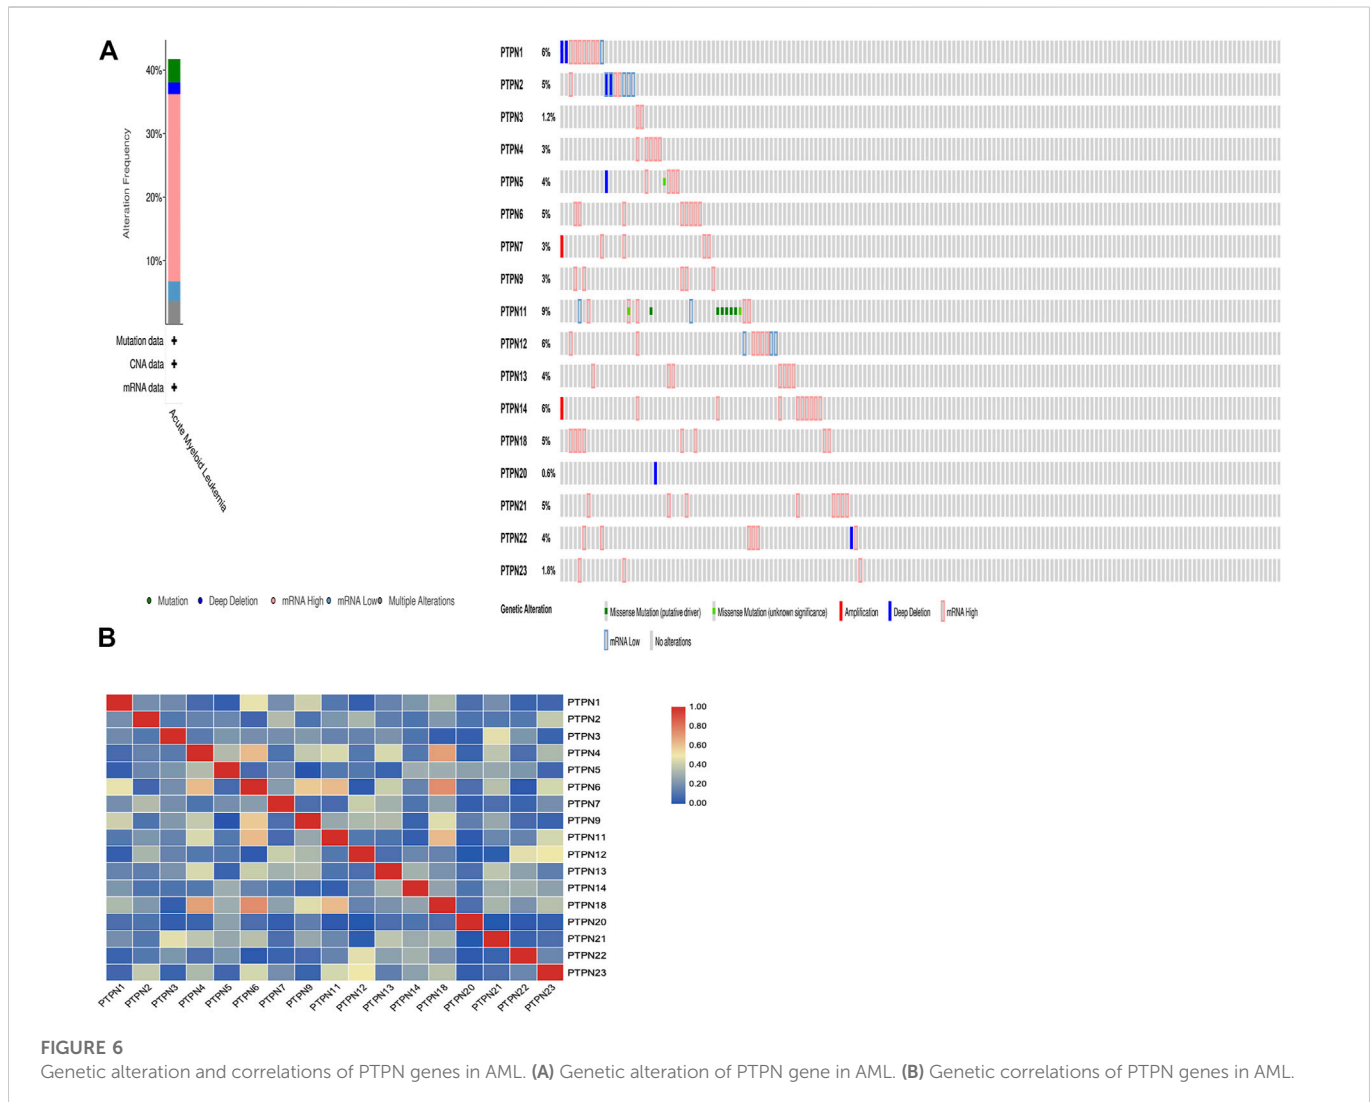 A
40%
30%
20%
10%
Alteration Frequency
Mutation data +
CNA data +
mRNA data +
Acute Myeloid Leukemia
Mutation Deep Deletion mRNA High mRNA Low Multiple Alterations
PTPN1 6%
PTPN2 5%
PTPN3 1.2%
PTPN4 3%
PTPN5 4%
PTPN6 5%
PTPN7 3%
PTPN9 3%
PTPN11 9%
PTPN12 6%
PTPN13 4%
PTPN14 6%
PTPN18 5%
PTPN20 0.6%
PTPN21 5%
PTPN22 4%
PTPN23 1.8%
Genetic Alteration Missense Mutation (putative driver) Missense Mutation (unknown significance) Amplification Deep Deletion mRNA High
mRNA Low No alterations
B
PTPN1
PTPN2
PTPN3
PTPN4
PTPN5
PTPN6
PTPN7
PTPN9
PTPN11
PTPN12
PTPN13
PTPN14
PTPN18
PTPN20
PTPN21
PTPN22
PTPN23
PTPN1 PTPN2 PTPN3 PTPN4 PTPN5 PTPN6 PTPN7 PTPN9 PTPN11 PTPN12 PTPN13 PTPN14 PTPN18 PTPN20 PTPN21 PTPN22 PTPN23
1.00
0.80
0.60
0.40
0.20
0.00
FIGURE 6
Genetic alteration and correlations of PTPN genes in AML. (A) Genetic alteration of PTPN gene in AML. (B) Genetic correlations of PTPN genes in AML.